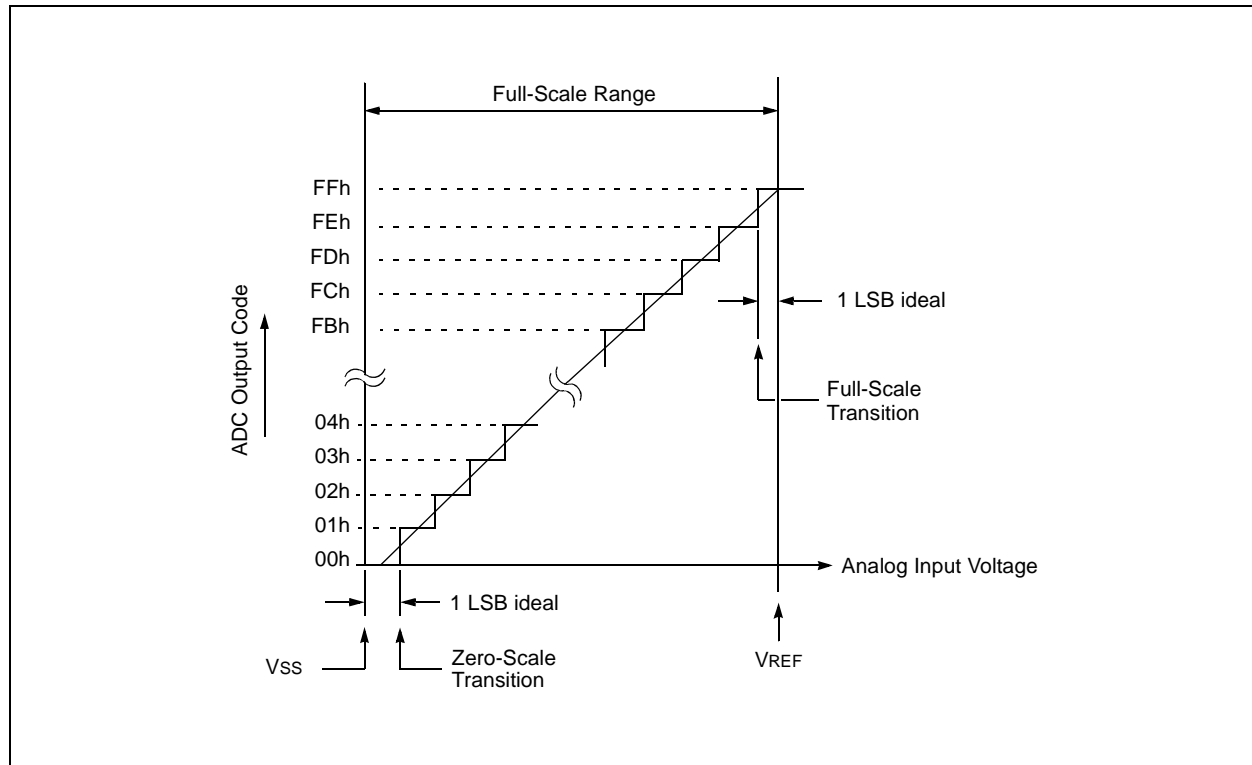 Full-Scale Range
FFh
FEh
FDh
FCh
FBh
1 LSB ideal
ADC Output Code
Full-Scale
Transition
04h
03h
02h
01h
00h
Analog Input Voltage
1 LSB ideal
VSS
Zero-Scale
Transition
VREF